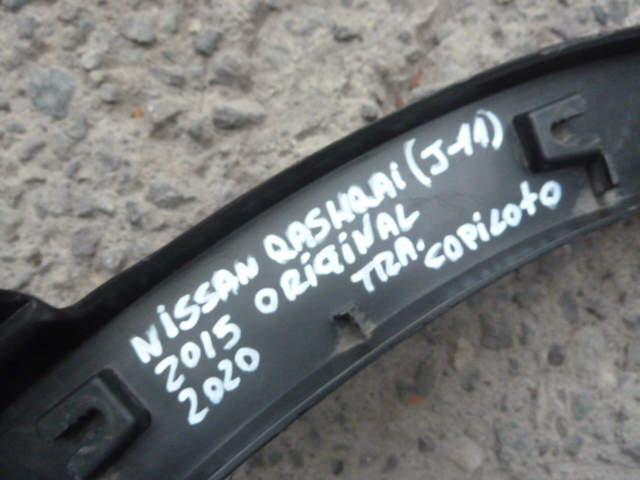 NISSAN QASHQAI (J-11)
2015 ORIGINAL
2020 TRA. COPILOTO